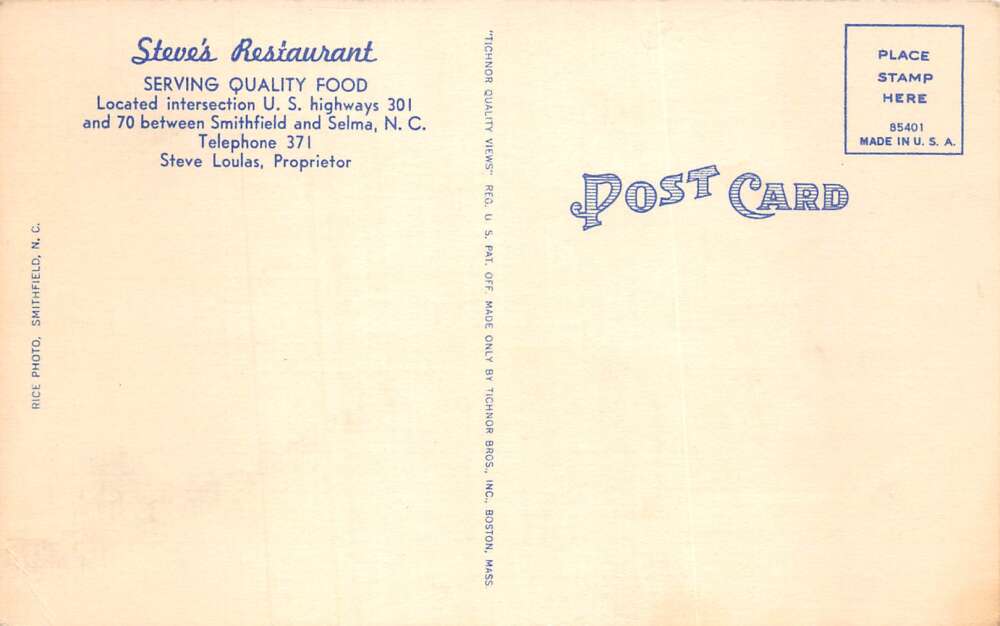 Steve's Restaurant
SERVING QUALITY FOOD
Located intersection U. S. highways 301
and 70 between Smithfield and Selma, N. C.
Telephone 371
Steve Loulas, Proprietor
RICE PHOTO, SMITHFIELD, N. C.
"TICHNOR QUALITY VIEWS" REG. U. S. PAT. OFF. MADE ONLY BY TICHNOR BROS., INC., BOSTON, MASS.
PLACE
STAMP
HERE
85401
MADE IN U. S. A.
POST CARD